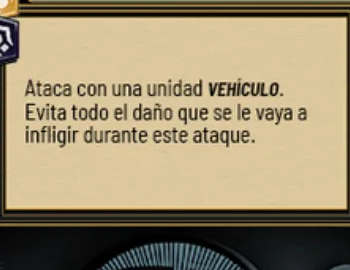 Ataca con una unidad VEHÍCULO.
Evita todo el daño que se le vaya a
infligir durante este ataque.